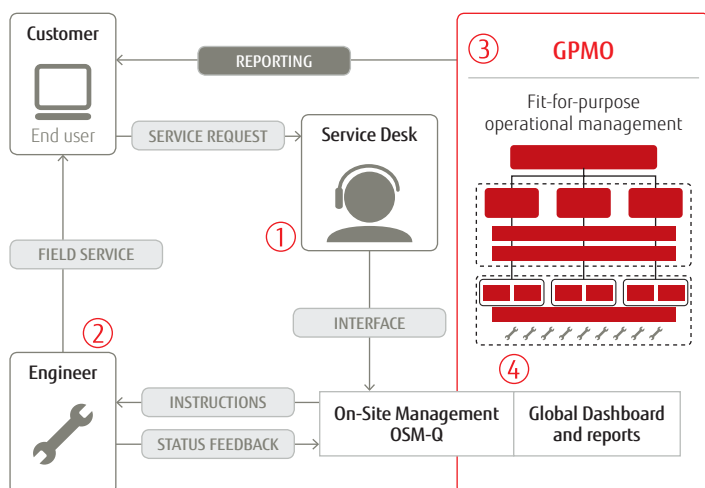 Customer
End user
REPORTING
③
GPMO
Fit-for-purpose
operational management
SERVICE REQUEST
Service Desk
①
FIELD SERVICE
②
Engineer
INTERFACE
INSTRUCTIONS
STATUS FEEDBACK
On-Site Management
OSM-Q
④
Global Dashboard
and reports